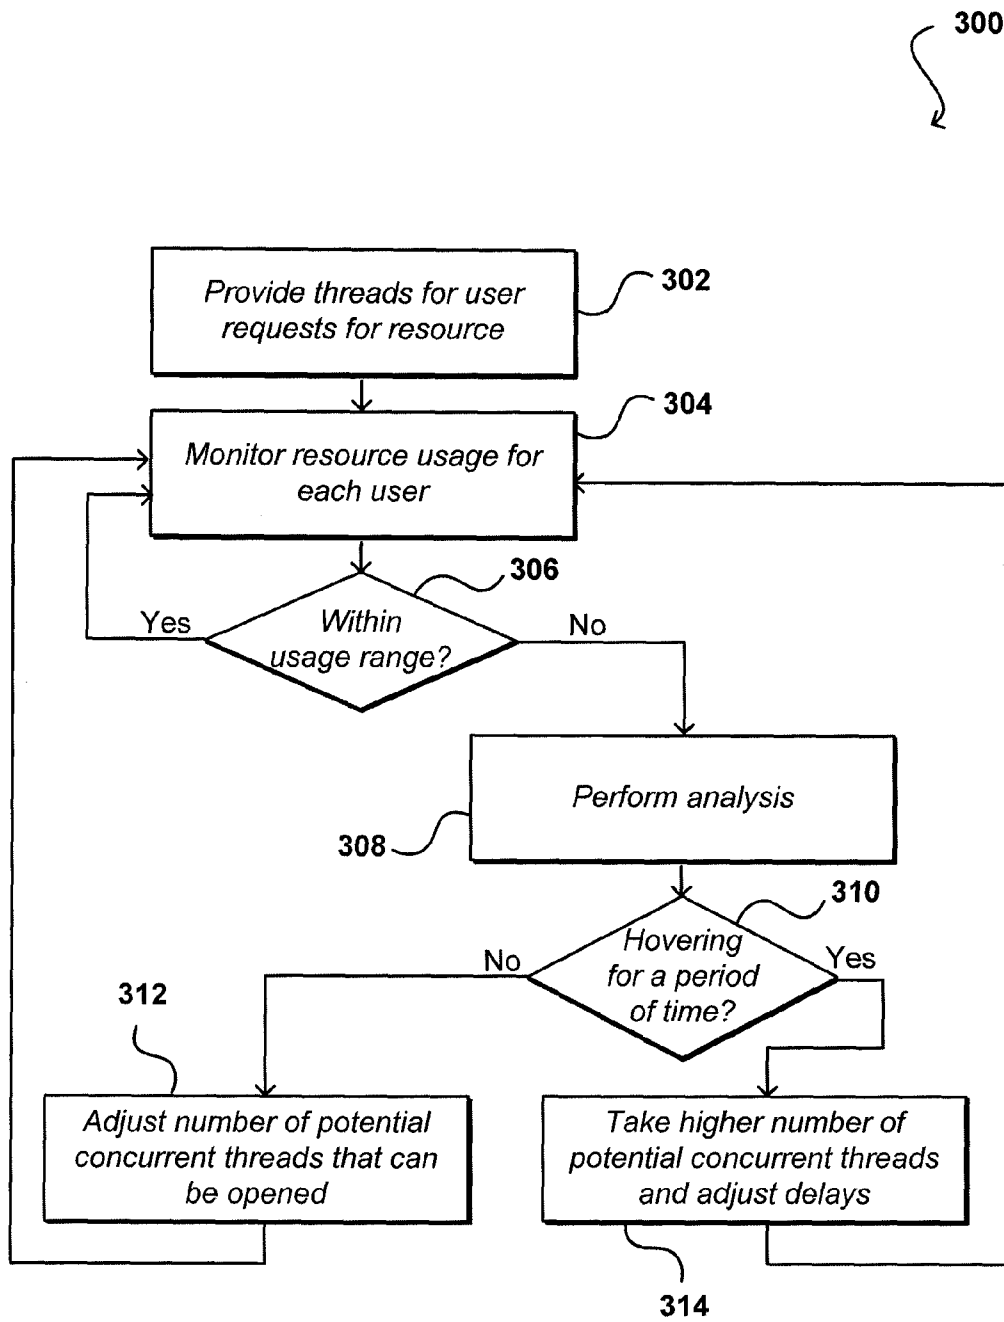 300
Provide threads for user
requests for resource
302
304
Monitor resource usage for
each user
306
Yes
Within
usage range?
No
Perform analysis
308
310
No
Hovering
for a period
of time?
Yes
312
Adjust number of potential
concurrent threads that can
be opened
Take higher number of
potential concurrent threads
and adjust delays
314